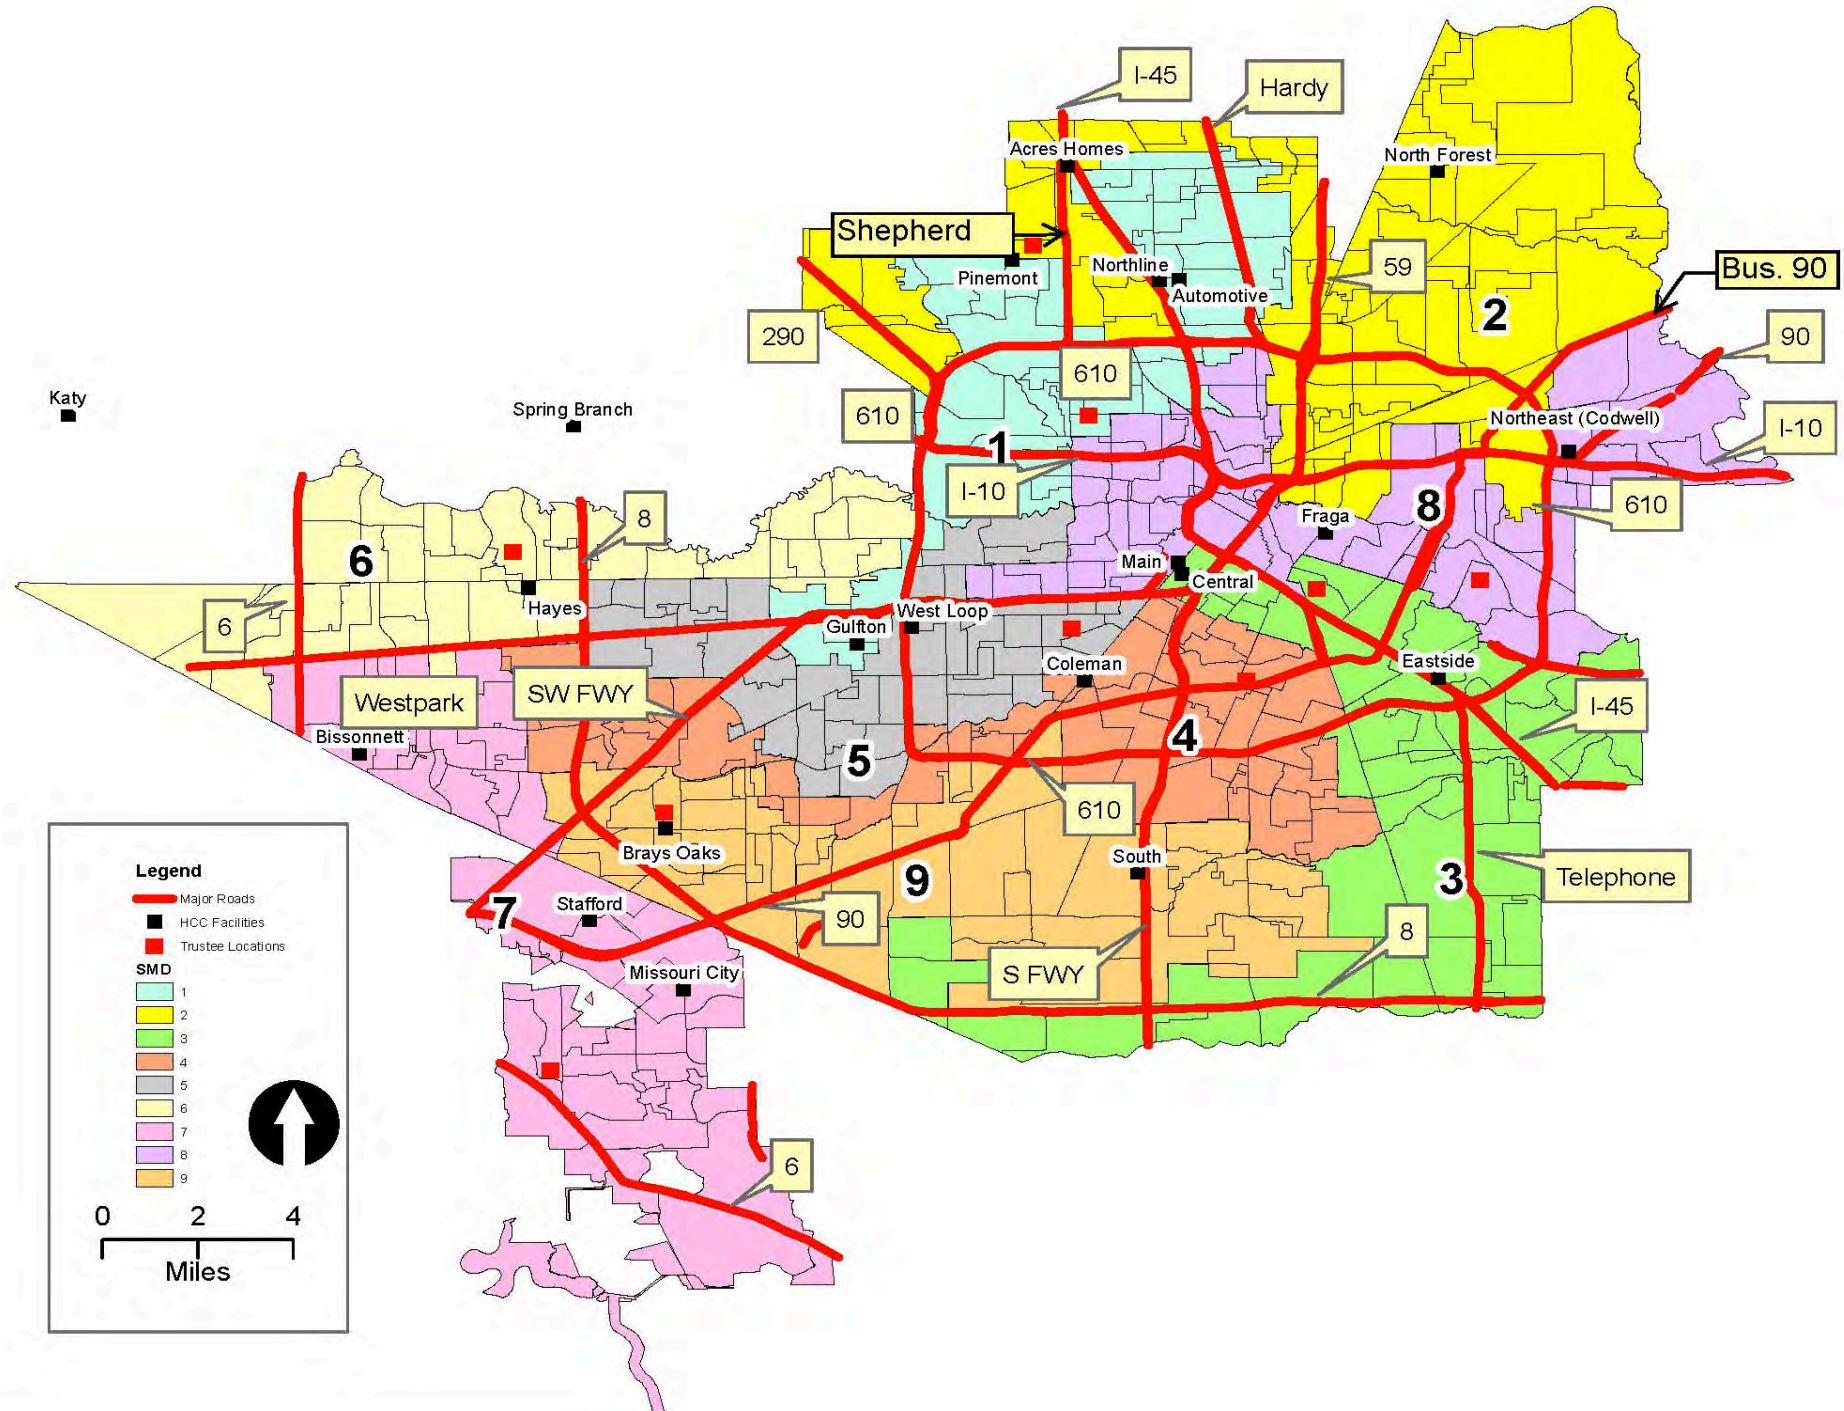 I-45
Hardy
Acres Homes
North Forest
Shepherd
Pinemont
Northline
Automotive
59
Bus. 90
2
290
90
610
610
Katy
Spring Branch
Northeast (Codwell)
I-10
1
I-10
8
8
610
Fraga
6
Main
Central
Hayes
6
West Loop
Gulfton
Coleman
Eastside
Westpark
SW FWY
I-45
Bissonnett
4
5
610
Brays Oaks
South
9
3
Telephone
7
Stafford
90
8
S FWY
Missouri City
6
Legend
Major Roads
HCC Facilities
Trustee Locations
SMD
1
2
3
4
5
6
7
8
9
0 2 4
Miles